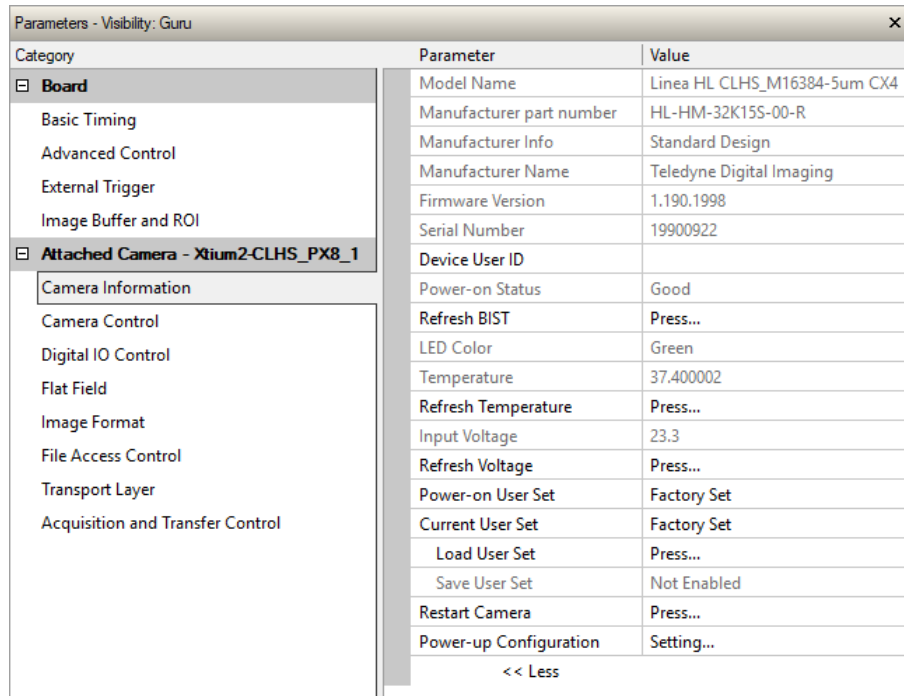 Parameters - Visibility: Guru
Category
Board
Basic Timing
Advanced Control
External Trigger
Image Buffer and ROI
Attached Camera - Xtium2-CLHS_PX8_1
Camera Information
Camera Control
Digital IO Control
Flat Field
Image Format
File Access Control
Transport Layer
Acquisition and Transfer Control
Parameter Value
Model Name Linea HL CLHS_M16384-5um CX4
Manufacturer part number HL-HM-32K15S-00-R
Manufacturer Info Standard Design
Manufacturer Name Teledyne Digital Imaging
Firmware Version 1.190.1998
Serial Number 19900922
Device User ID
Power-on Status Good
Refresh BIST Press...
LED Color Green
Temperature 37.400002
Refresh Temperature Press...
Input Voltage 23.3
Refresh Voltage Press...
Power-on User Set Factory Set
Current User Set Factory Set
Load User Set Press...
Save User Set Not Enabled
Restart Camera Press...
Power-up Configuration Setting...
<< Less